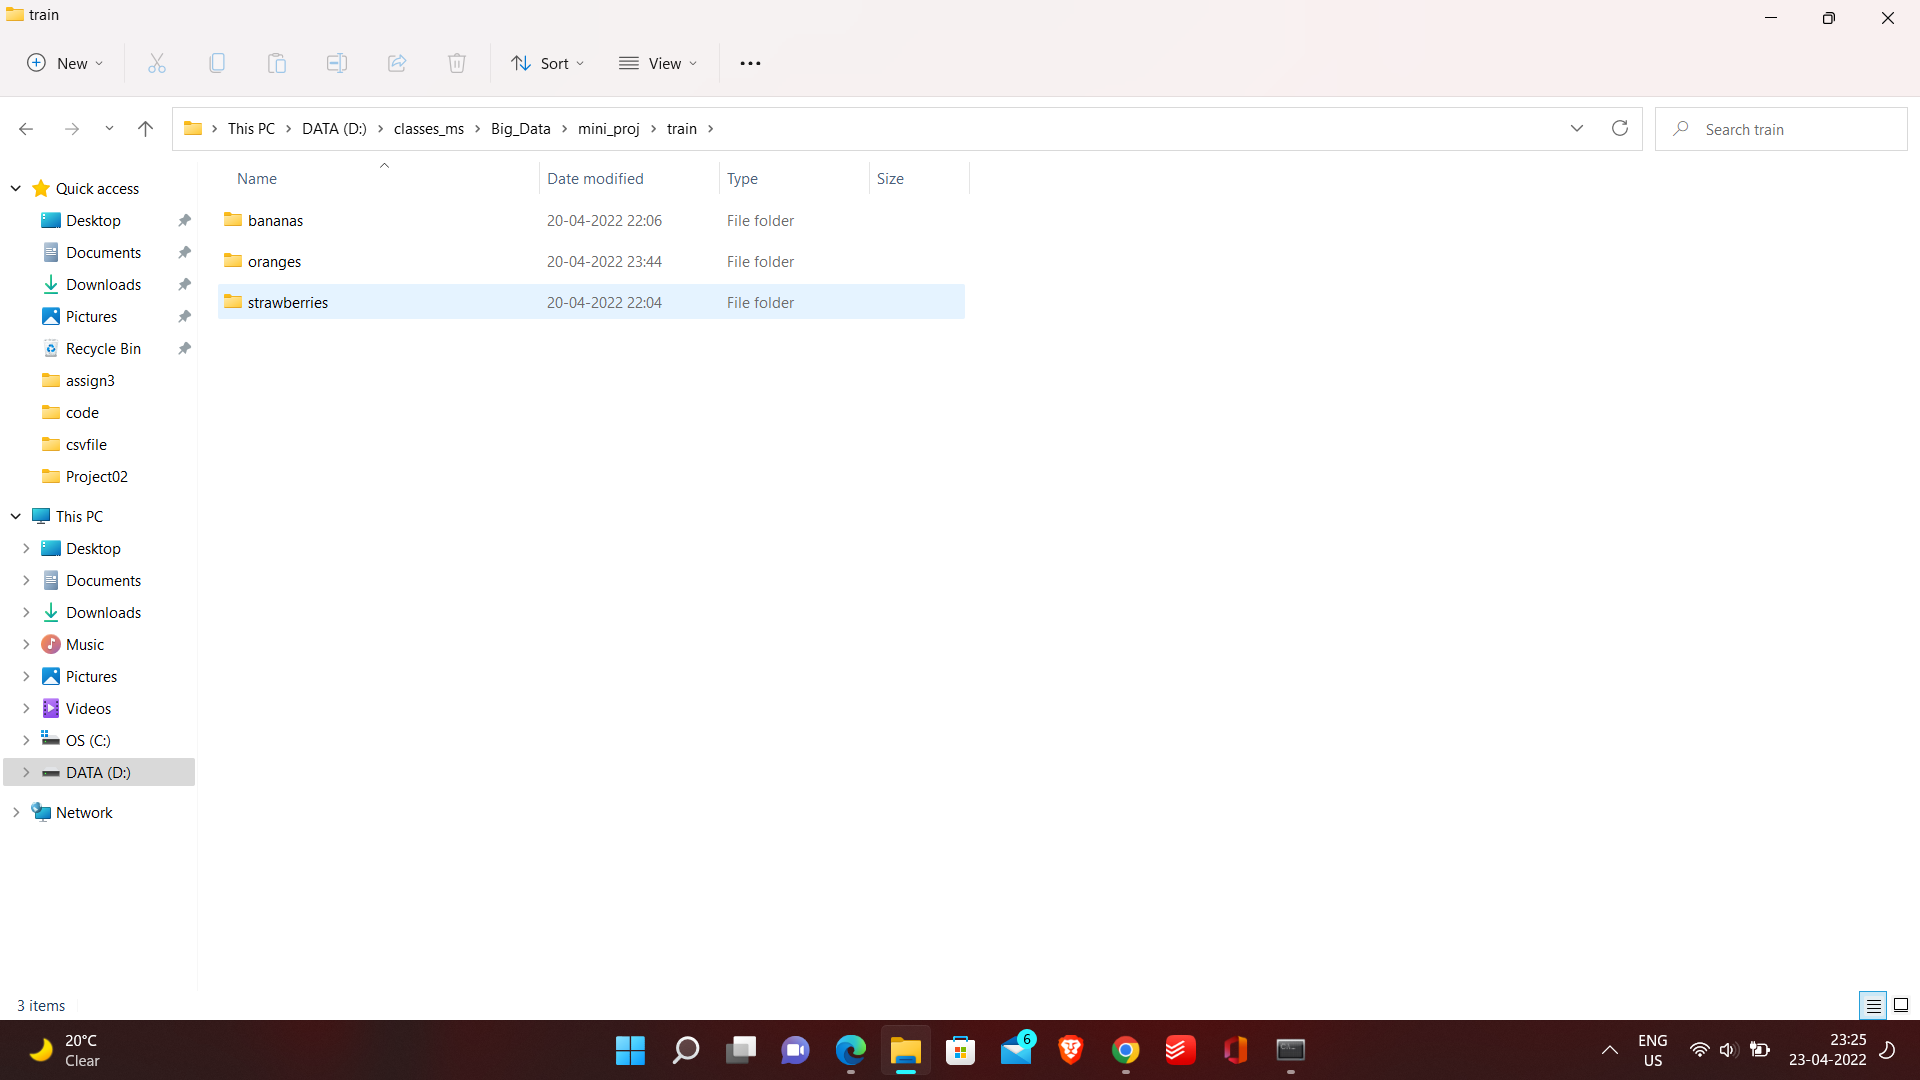 train
New Sort View
This PC DATA (D:) classes_ms Big_Data mini_proj train
Search train
Name Date modified Type Size
bananas 20-04-2022 22:06 File folder
oranges 20-04-2022 23:44 File folder
strawberries 20-04-2022 22:04 File folder
Quick access
Desktop
Documents
Downloads
Pictures
Recycle Bin
assign3
code
csvfile
Project02
This PC
Desktop
Documents
Downloads
Music
Pictures
Videos
OS (C:)
DATA (D:)
Network
3 items
20°C
Clear
6
ENG
US
23:25
23-04-2022